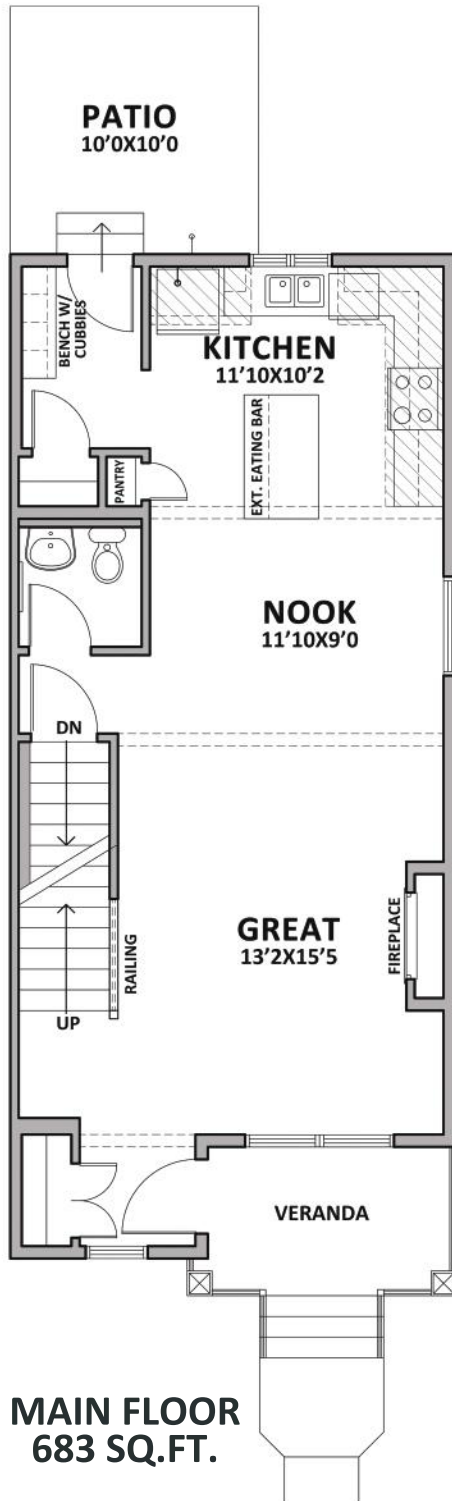 PATIO
10'0X10'0
BENCH W/
CUBBIES
KITCHEN
11'10X10'2
EXT. EATING BAR
PANTRY
NOOK
11'10X9'0
DN
GREAT
13'2X15'5
FIREPLACE
RAILING
UP
VERANDA
MAIN FLOOR
683 SQ.FT.